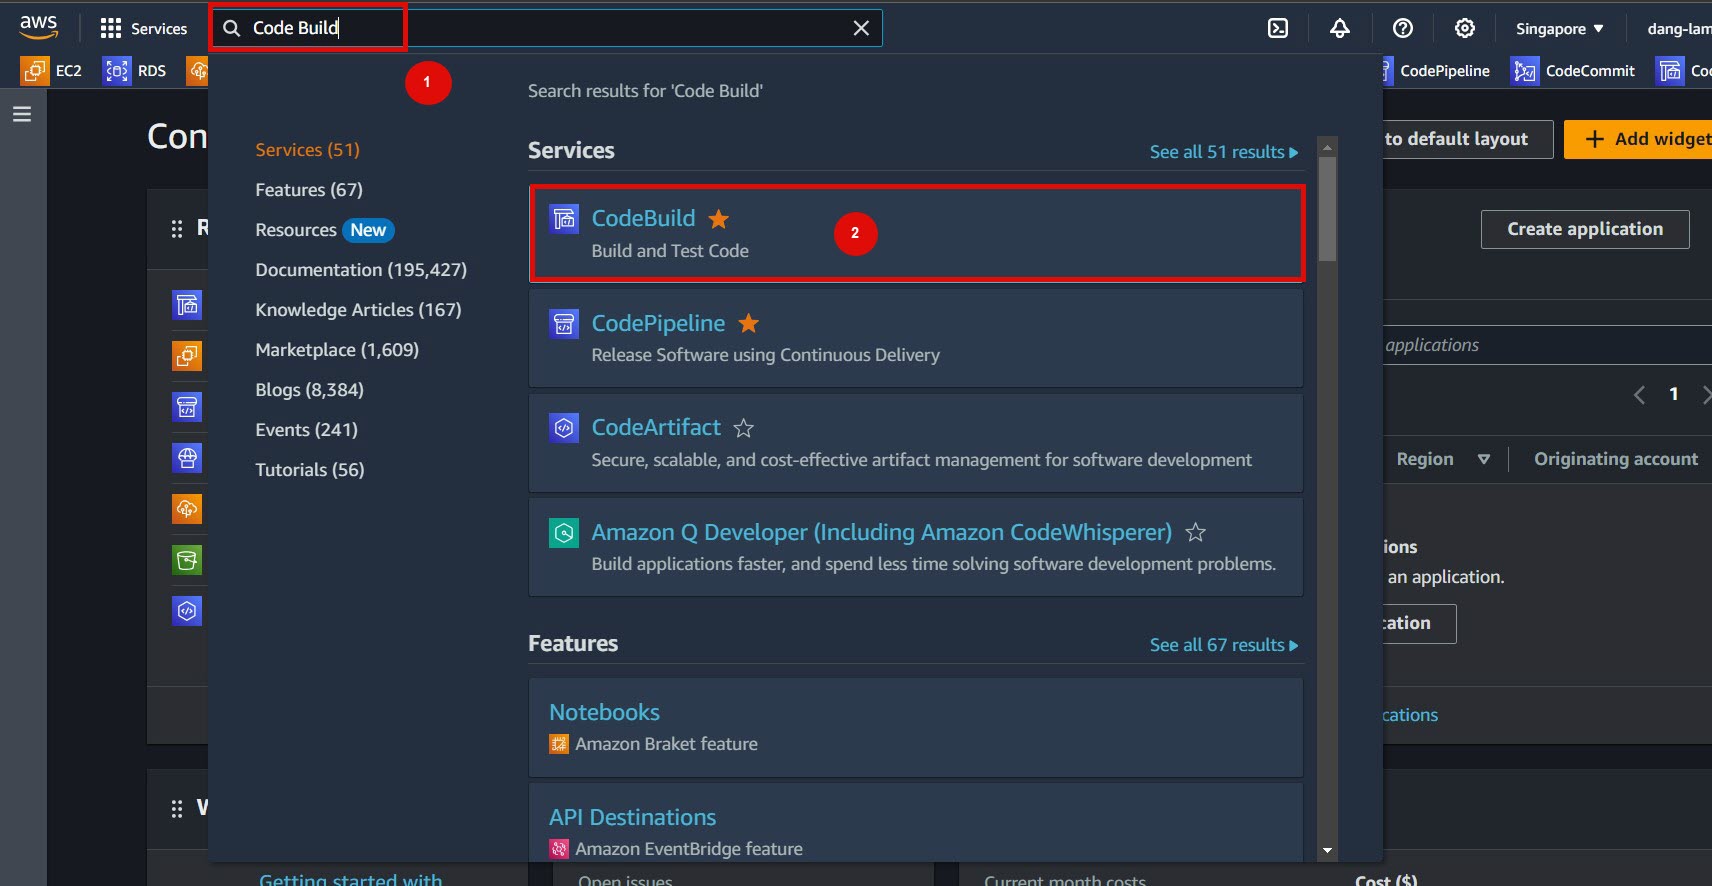 aws
Services
Code Build
Singapore
dang-lam
EC2
RDS
CodePipeline
CodeCommit
1
Search results for 'Code Build'
Con
Services (51)
Features (67)
Resources New
Documentation (195,427)
Knowledge Articles (167)
Marketplace (1,609)
Blogs (8,384)
Events (241)
Tutorials (56)
Services
See all 51 results
CodeBuild
Build and Test Code
2
CodePipeline
Release Software using Continuous Delivery
CodeArtifact
Secure, scalable, and cost-effective artifact management for software development
Amazon Q Developer (Including Amazon CodeWhisperer)
Build applications faster, and spend less time solving software development problems.
Features
See all 67 results
Notebooks
Amazon Braket feature
API Destinations
Amazon EventBridge feature
to default layout
+ Add widget
Create application
applications
1
Region
Originating account
ions
an application.
cation
cations
Getting started with
Open issues
Current month costs
Cost ($)